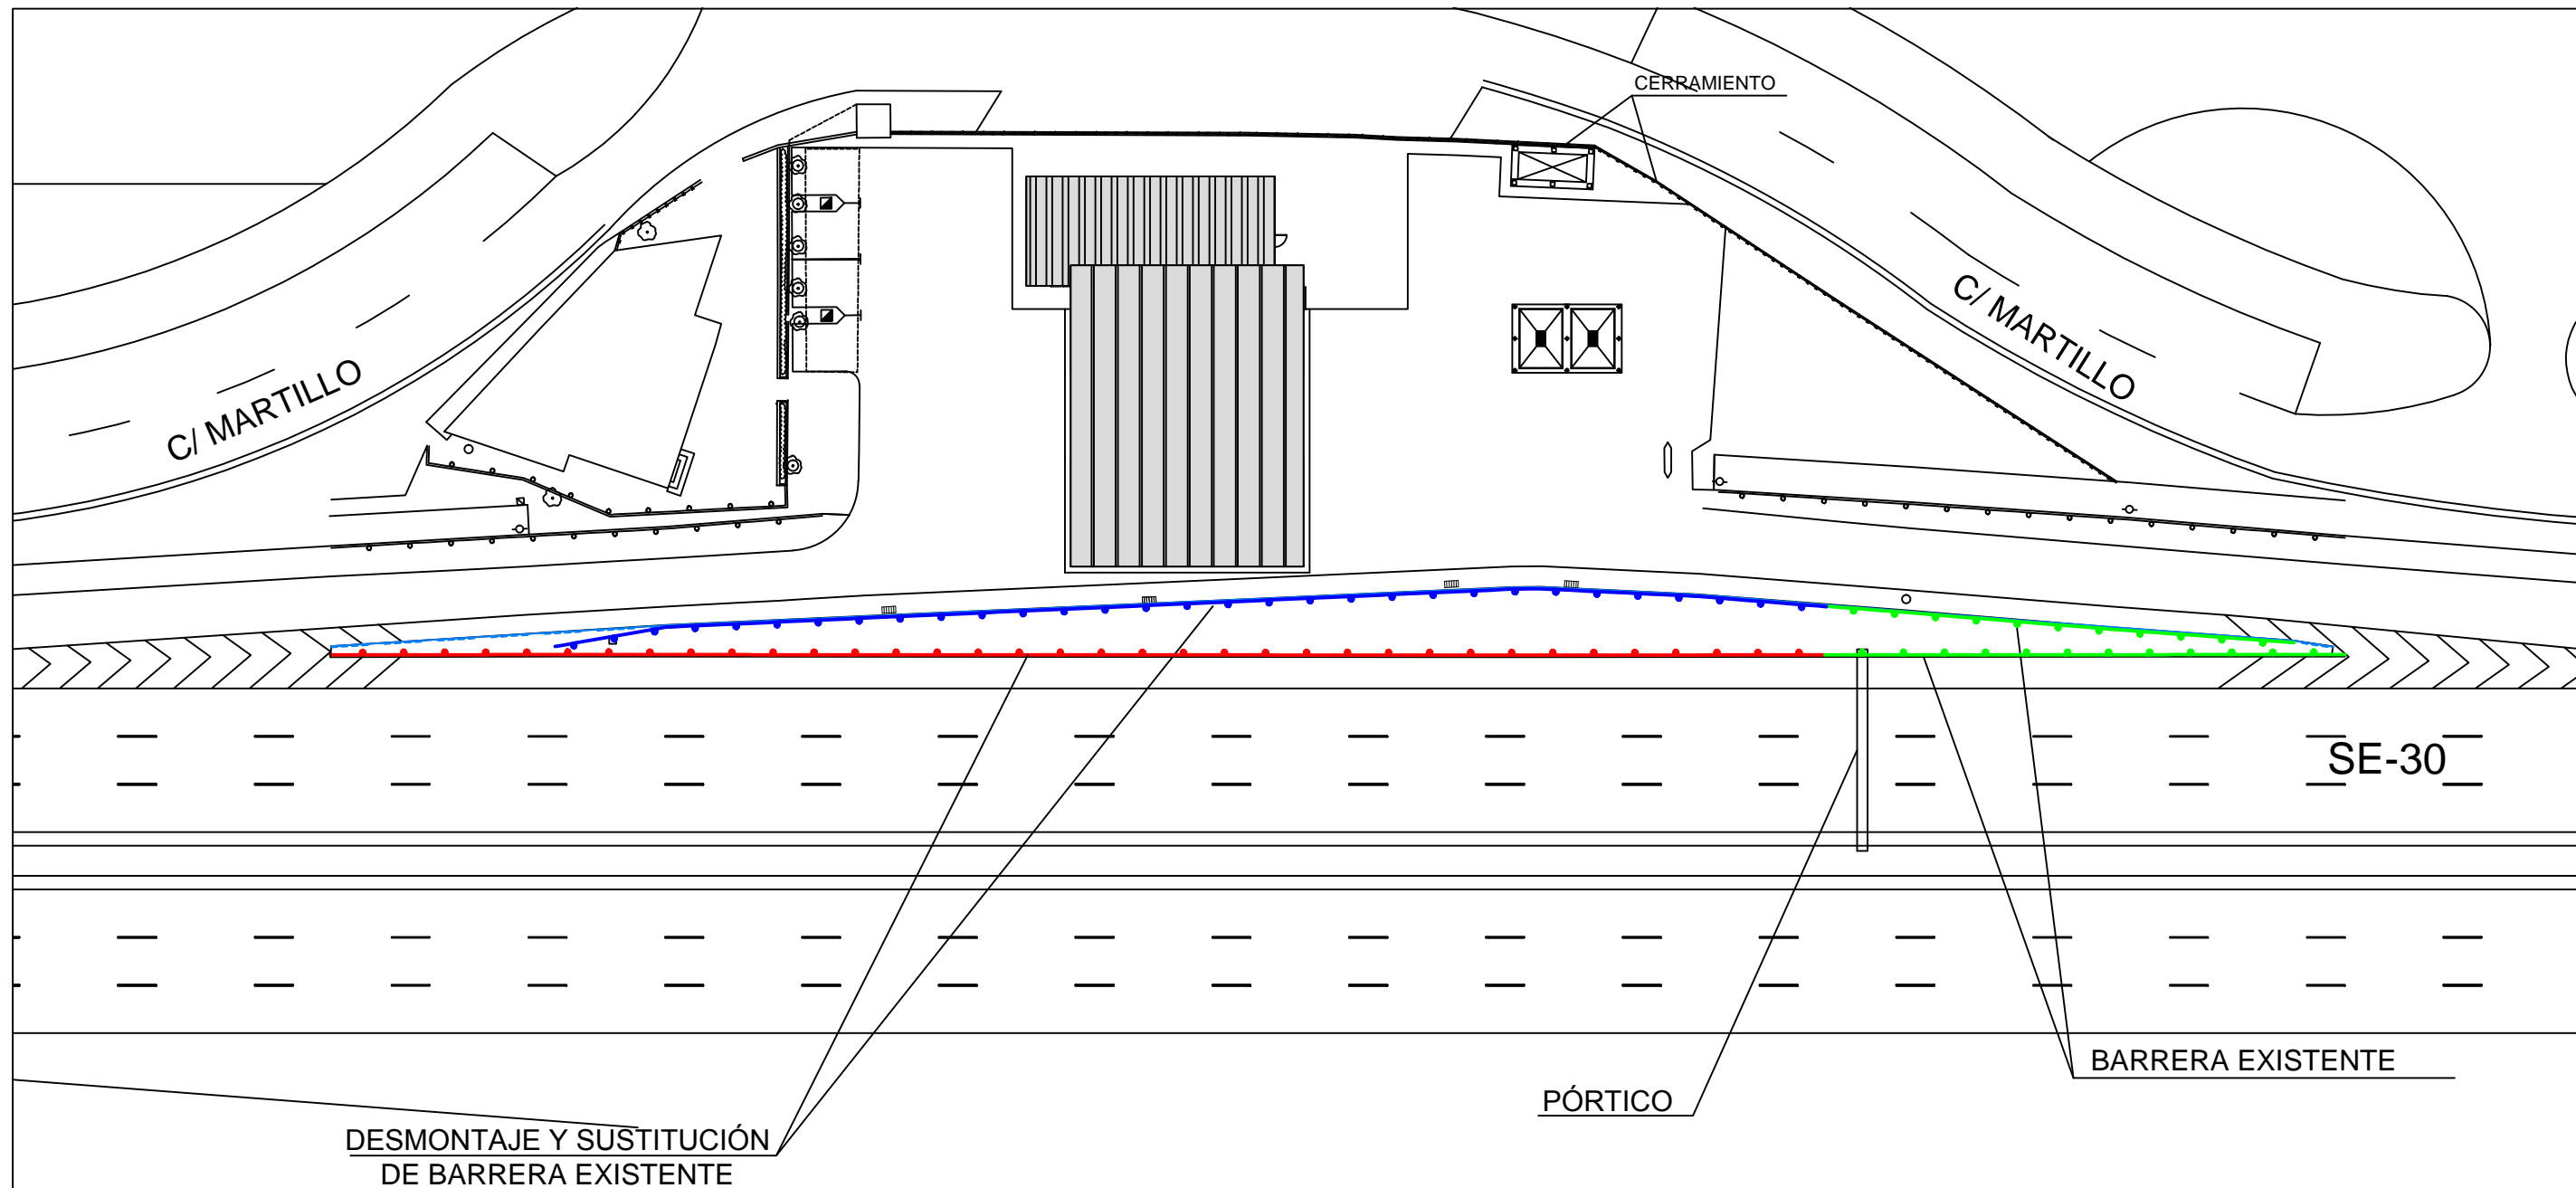 CERRAMIENTO
C/ MARTILLO
C/ MARTILLO
SE-30
BARRERA EXISTENTE
PÓRTICO
DESMONTAJE Y SUSTITUCIÓN
DE BARRERA EXISTENTE